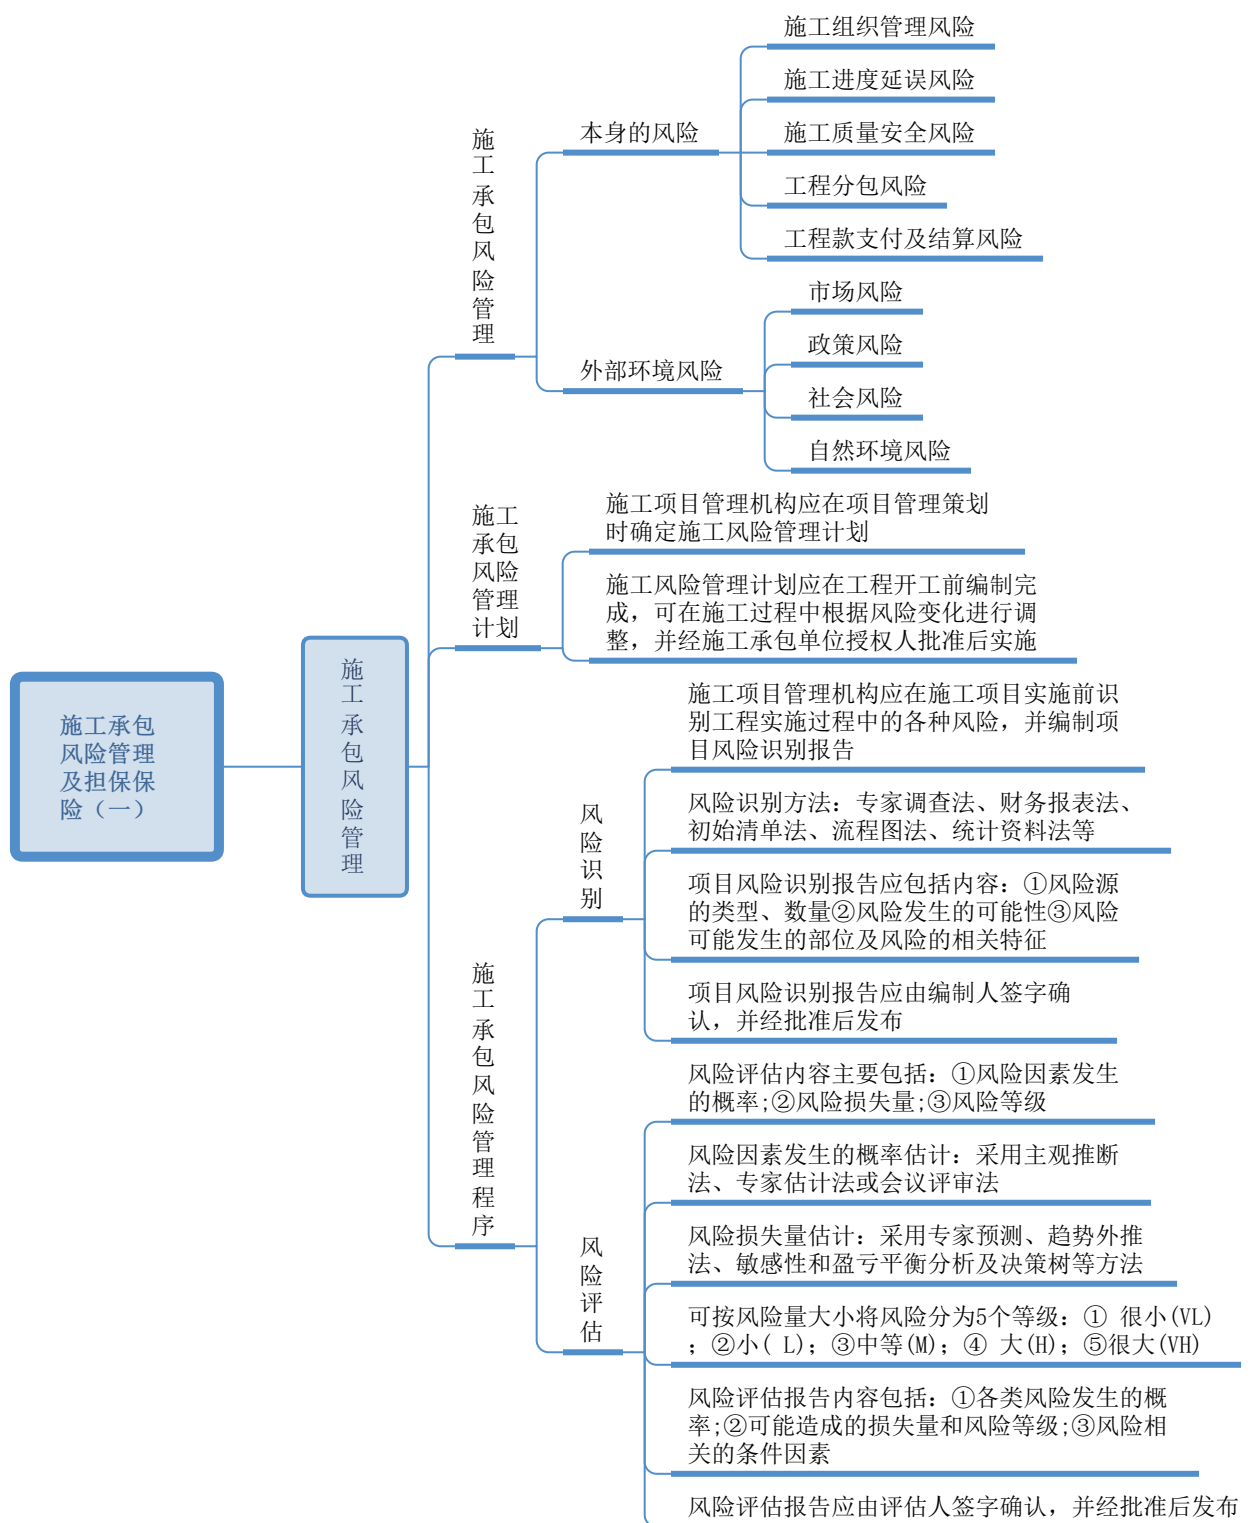 施工承包
风险管理
及担保保
险（一）
施工承包风险管理
施工承包风险管理
本身的风险
施工组织管理风险
施工进度延误风险
施工质量安全风险
工程分包风险
工程款支付及结算风险
外部环境风险
市场风险
政策风险
社会风险
自然环境风险
施工
承包
风险
管理
计划
施工项目管理机构应在项目管理策划
时确定施工风险管理计划
施工风险管理计划应在工程开工前编制完
成，可在施工过程中根据风险变化进行调
整，并经施工承包单位授权人批准后实施
施工承包风险管理程序
风险识别
施工项目管理机构应在施工项目实施前识
别工程实施过程中的各种风险，并编制项
目风险识别报告
风险识别方法：专家调查法、财务报表法、
初始清单法、流程图法、统计资料法等
项目风险识别报告应包括内容：①风险源
的类型、数量②风险发生的可能性③风险
可能发生的部位及风险的相关特征
项目风险识别报告应由编制人签字确
认，并经批准后发布
风险评估
风险评估内容主要包括：①风险因素发生
的概率;②风险损失量;③风险等级
风险因素发生的概率估计：采用主观推断
法、专家估计法或会议评审法
风险损失量估计：采用专家预测、趋势外推
法、敏感性和盈亏平衡分析及决策树等方法
可按风险量大小将风险分为5个等级：① 很小(VL)
；②小( L)；③中等(M)；④ 大(H)；⑤很大(VH)
风险评估报告内容包括：①各类风险发生的概
率;②可能造成的损失量和风险等级;③风险相
关的条件因素
风险评估报告应由评估人签字确认，并经批准后发布